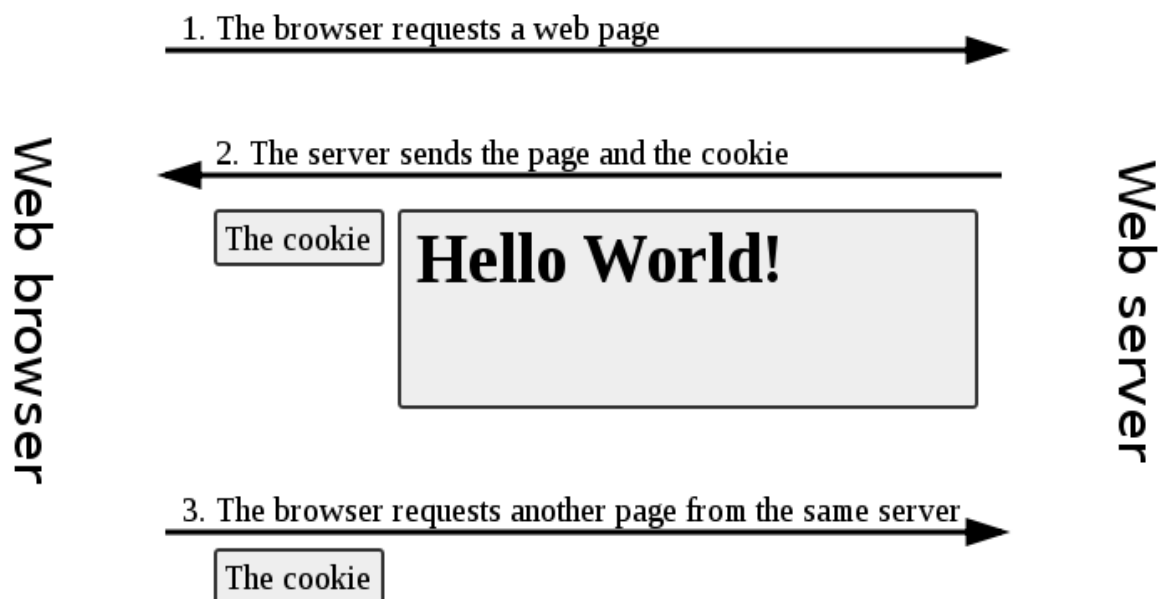 1. The browser requests a web page
2. The server sends the page and the cookie
The cookie
Hello World!
Web browser
Web server
3. The browser requests another page from the same server
The cookie